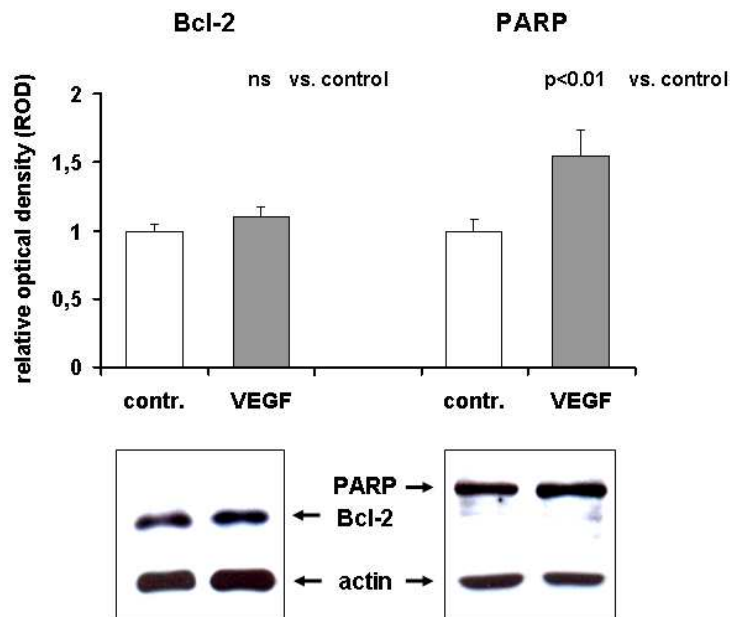 Bcl-2 PARP
ns vs. control p<0.01 vs. control
relative optical density (ROD)
2
1,5
1
0,5
0
contr. VEGF contr. VEGF
PARP
Bcl-2
actin